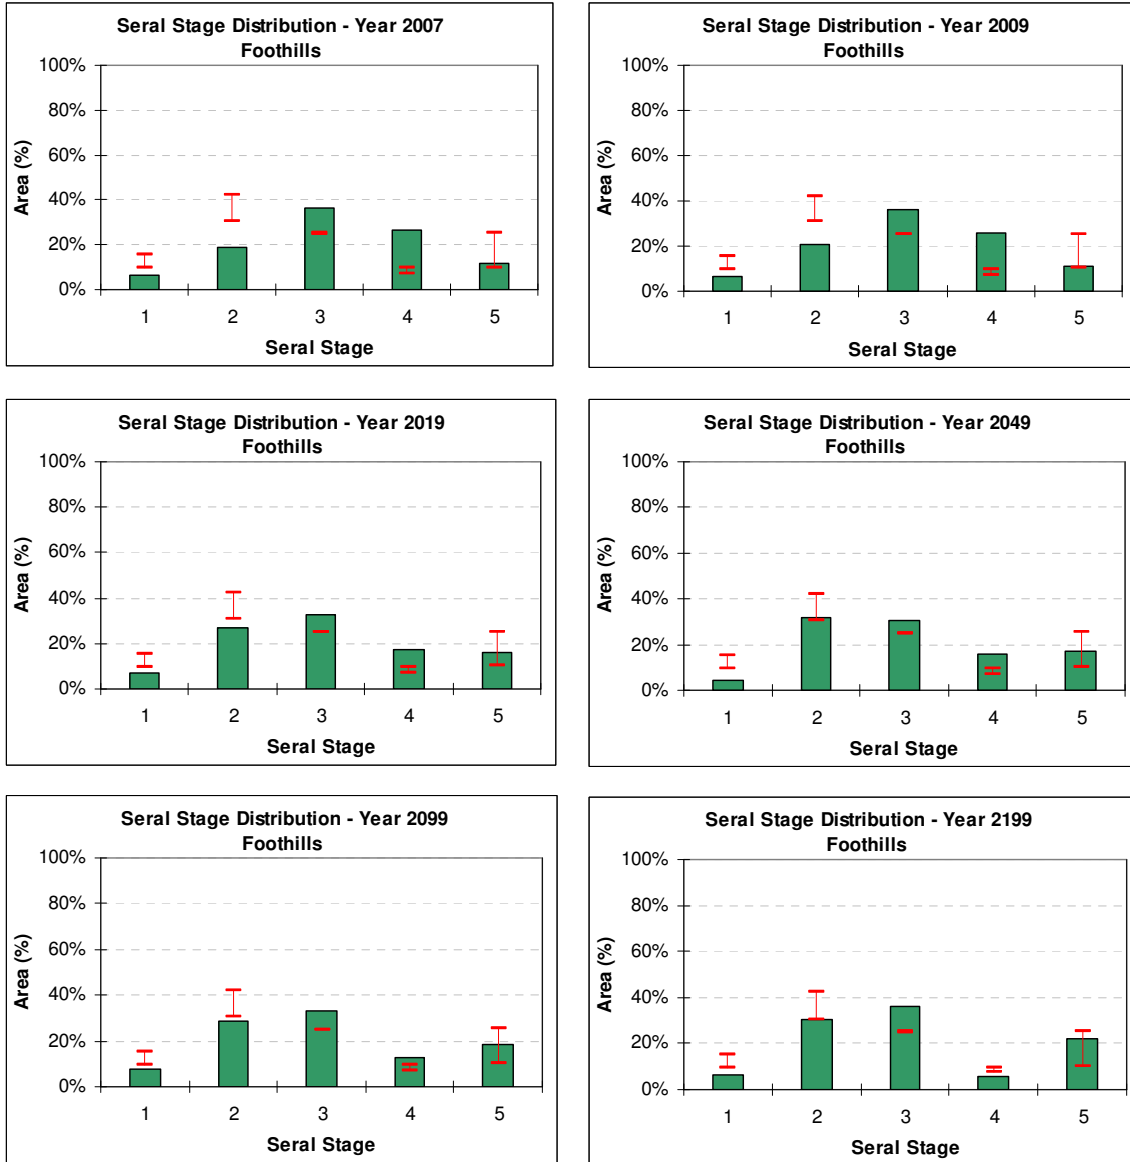 Seral Stage Distribution - Year 2007
Foothills
100%
80%
60%
40%
20%
0%
Area (%)
1 2 3 4 5
Seral Stage
Seral Stage Distribution - Year 2009
Foothills
100%
80%
60%
40%
20%
0%
Area (%)
1 2 3 4 5
Seral Stage
Seral Stage Distribution - Year 2019
Foothills
100%
80%
60%
40%
20%
0%
Area (%)
1 2 3 4 5
Seral Stage
Seral Stage Distribution - Year 2049
Foothills
100%
80%
60%
40%
20%
0%
Area (%)
1 2 3 4 5
Seral Stage
Seral Stage Distribution - Year 2099
Foothills
100%
80%
60%
40%
20%
0%
Area (%)
1 2 3 4 5
Seral Stage
Seral Stage Distribution - Year 2199
Foothills
100%
80%
60%
40%
20%
0%
Area (%)
1 2 3 4 5
Seral Stage